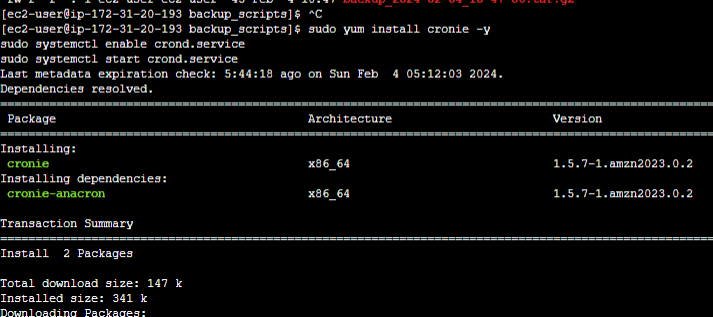 [ec2-user@ip-172-31-20-193 backup_scripts]$ ^C
[ec2-user@ip-172-31-20-193 backup_scripts]$ sudo yum install cronie -y
sudo systemctl enable crond.service
sudo systemctl start crond.service
Last metadata expiration check: 5:44:18 ago on Sun Feb  4 05:12:03 2024.
Dependencies resolved.
================================================================================
Package Architecture Version
================================================================================
Installing:
cronie x86_64 1.5.7-1.amzn2023.0.2
Installing dependencies:
cronie-anacron x86_64 1.5.7-1.amzn2023.0.2
Transaction Summary
================================================================================
Install  2 Packages
Total download size: 147 k
Installed size: 341 k
Downloading Packages: